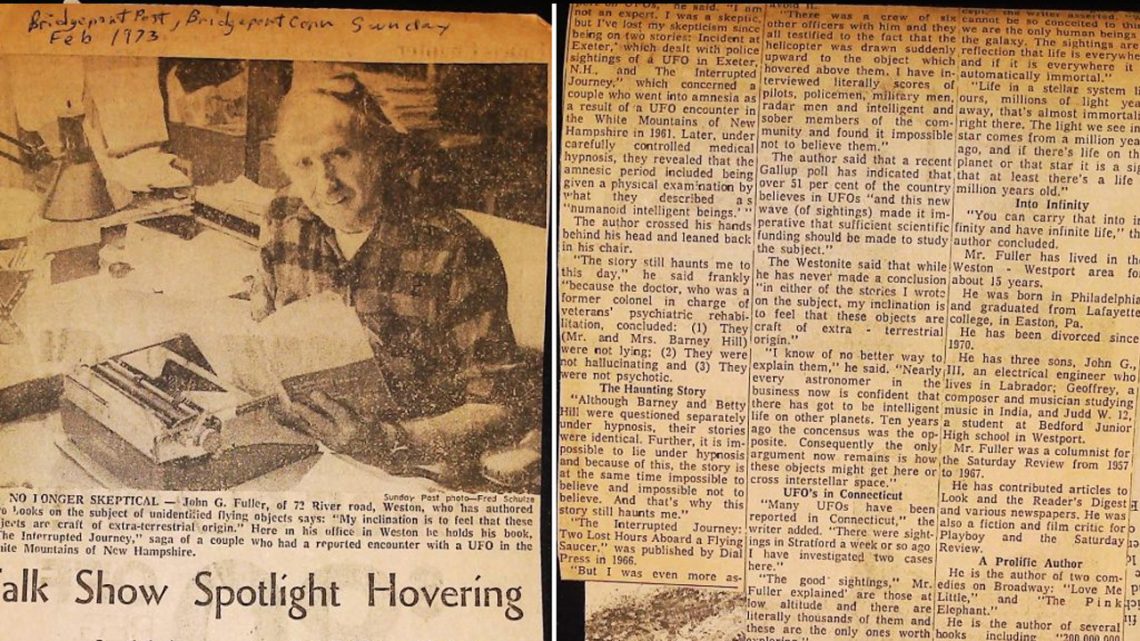 Bridgeport Post, Bridgeport Conn Sunday
Feb 1973
Sunday Post photo—Fred Schulze
NO LONGER SKEPTICAL — John G. Fuller, of 72 River road, Weston, who has authored
books on the subject of unidentified flying objects says: "My inclination is to feel that these
objects are craft of extra-terrestrial origin." Here in his office in Weston he holds his book,
The Interrupted Journey," saga of a couple who had a reported encounter with a UFO in the
White Mountains of New Hampshire.
Talk Show Spotlight Hovering
he said. "I am
not an expert. I was a skeptic,
but I've lost my skepticism since
being on two stories: Incident at
Exeter,' which dealt with police
sightings of a UFO in Exeter,
N.H., and The Interrupted
Journey," which concerned a
couple who went into amnesia as
a result of a UFO encounter in
the White Mountains of New
Hampshire in 1961. Later, under
carefully controlled medical
hypnosis, they revealed that the
amnesic period included being
given a physical examination by
what they described as
"humanoid intelligent beings.' "
The author crossed his hands
behind his head and leaned back
in his chair.
"The story still haunts me to
this day," he said frankly
"because the doctor, who was a
former colonel in charge of
veterans' psychiatric rehabi-
litation, concluded: (1) They
(Mr. and Mrs. Barney Hill)
were not lying; (2) They were
not hallucinating and (3) They
were not psychotic.
The Haunting Story
"Although Barney and Betty
Hill were questioned separately
under hypnosis, their stories
were identical. Further, it is im-
possible to lie under hypnosis
and because of this, the story is
at the same time impossible to
believe and impossible not to
believe. And that's why this
story still haunts me."
"The Interrupted Journey:
Two Lost Hours Aboard a Flying
Saucer," was published by Dial
Press in 1966.
"But I was even more as-
avoid it.
"There was a crew of six
other officers with him and they
all testified to the fact that the
helicopter was drawn suddenly
upward to the object which
hovered above them. I have in-
terviewed literally scores of
pilots, policemen, military men,
radar men and intelligent and
sober members of the com-
munity and found it impossible
not to believe them."
The author said that a recent
Gallup poll has indicated that
over 51 per cent of the country
believes in UFOs "and this new
wave (of sightings) made it im-
perative that sufficient scientific
funding should be made to study
the subject."
The Westonite said that while
he has never made a conclusion
"in either of the stories I wrote
on the subject, my inclination is
to feel that these objects are
craft of extra - terrestrial
origin."
"I know of no better way to
explain them," he said. "Nearly
every astronomer in the
business now is confident that
there has got to be intelligent
life on other planets. Ten years
ago the concensus was the op-
posite. Consequently the only
argument now remains is how
these objects might get here or
cross interstellar space."
UFO's in Connecticut
"Many UFOs have been
reported in Connecticut," the
writer added. "There were sight-
ings in Stratford a week or so ago
I have investigated two cases
here."
"The good sightings," Mr.
Fuller explained' are those at
low altitude and there are
literally thousands of them and
these are the only ones worth
the writer asserted.
cannot be so conceited to
we are the only human beings
the galaxy. The sightings are
reflection that life is everywhere
and if it is everywhere it
automatically immortal."
"Life in a stellar system li
ours, millions of light year
away, that's almost immortal
right there. The light we see in
star comes from a million year
ago, and if there's life on th
planet or that star it is a sig
that at least there's a life
million years old."
Into Infinity
"You can carry that into in
finity and have infinite life," th
author concluded.
Mr. Fuller has lived in the
Weston - Westport area for
about 15 years.
He was born in Philadelphia
and graduated from Lafayette
college, in Easton, Pa.
He has been divorced since
1970.
He has three sons, John G.,
III, an electrical engineer who
lives in Labrador; Geoffrey, a
composer and musician studying
music in India, and Judd W. 12,
a student at Bedford Junior
High school in Westport.
Mr. Fuller was a columnist for
the Saturday Review from 1957
to 1967.
He has contributed articles to
Look and the Reader's Digest
and various newspapers. He was
also a fiction and film critic for
Playboy and the Saturday
Review.
A Prolific Author
He is the author of two com-
edies on Broadway: "Love Me
Little," and "The Pink
Elephant."
He is the author of several
books including "200,000,000